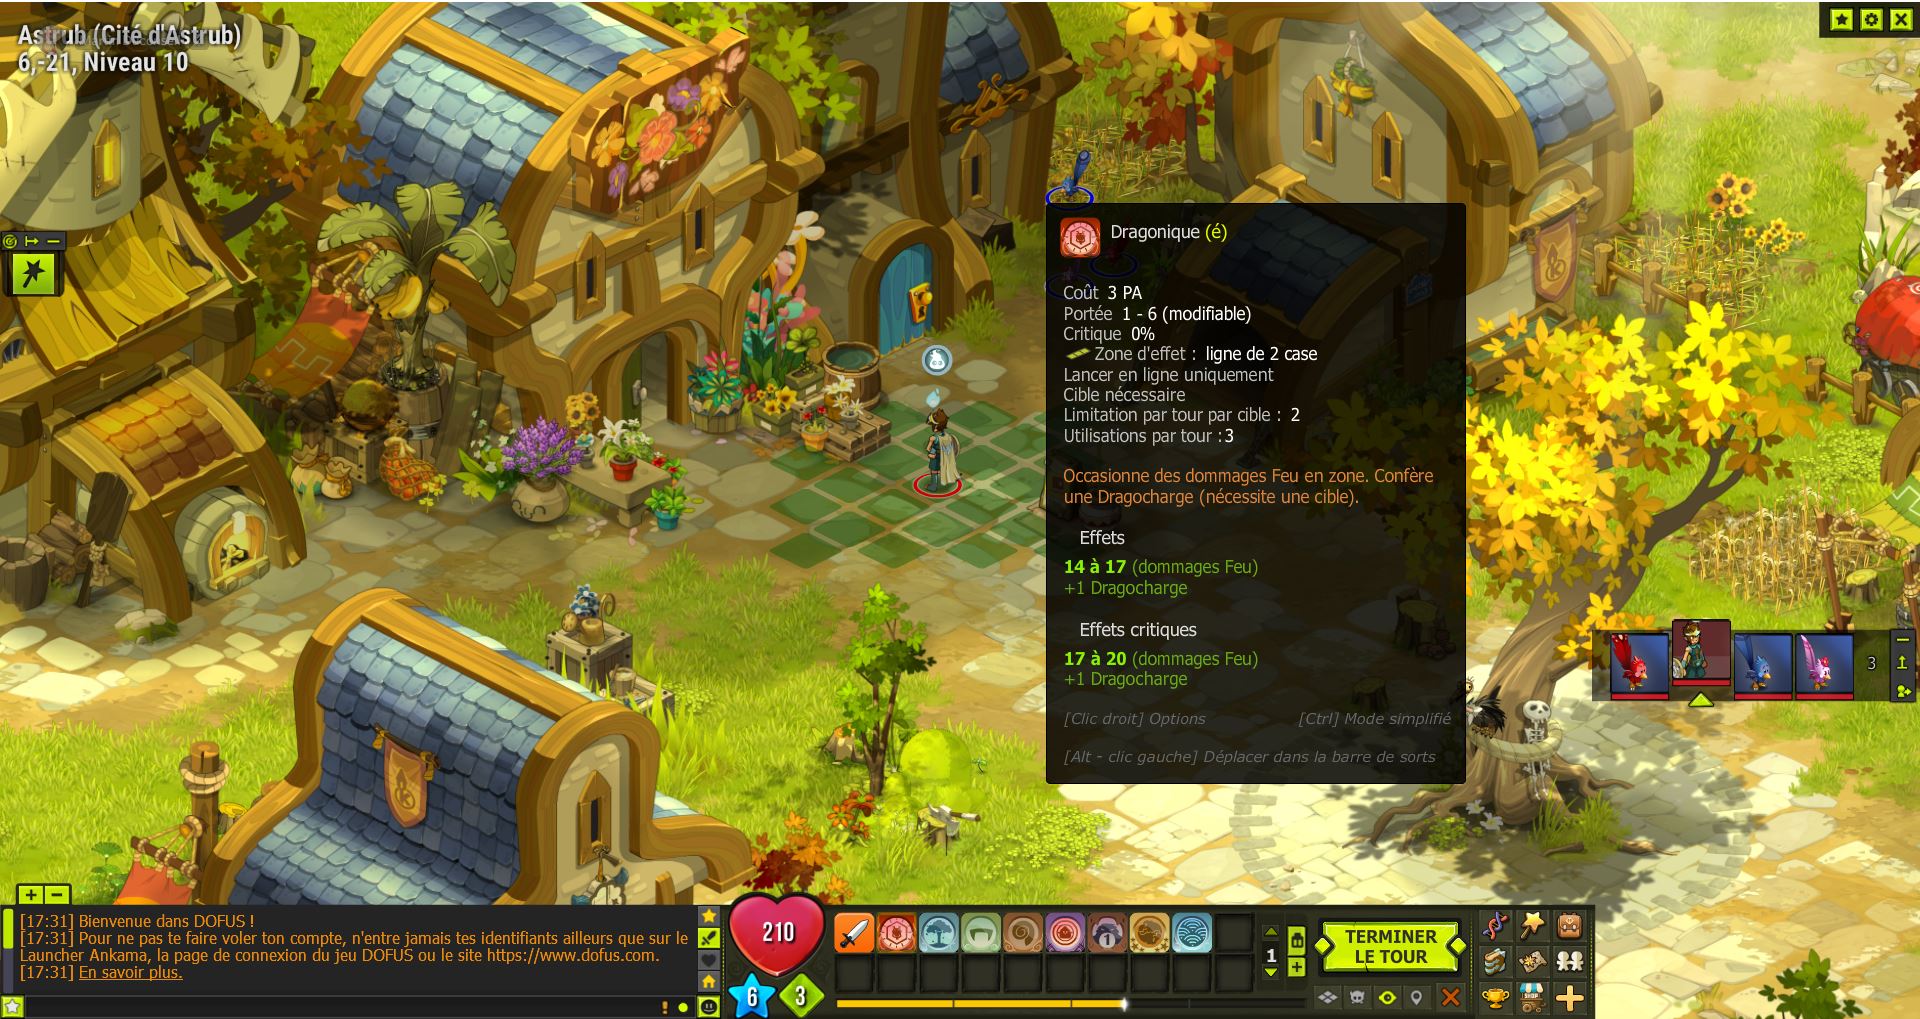 Astrub (Cité d'Astrub)
6,-21, Niveau 10
Dragonique (é)
Coût 3 PA
Portée 1 - 6 (modifiable)
Critique 0%
Zone d'effet : ligne de 2 case
Lancer en ligne uniquement
Cible nécessaire
Limitation par tour par cible : 2
Utilisations par tour :3
Occasionne des dommages Feu en zone. Confère
une Dragocharge (nécessite une cible).
Effets
14 à 17 (dommages Feu)
+1 Dragocharge
Effets critiques
17 à 20 (dommages Feu)
+1 Dragocharge
[Clic droit] Options [Ctrl] Mode simplifié
[Alt - clic gauche] Déplacer dans la barre de sorts
3
[17:31] Bienvenue dans DOFUS !
[17:31] Pour ne pas te faire voler ton compte, n'entre jamais tes identifiants ailleurs que sur le
Launcher Ankama, la page de connexion du jeu DOFUS ou le site https://www.dofus.com.
[17:31] En savoir plus.
210
6
3
1
1
TERMINER
LE TOUR
SHOP